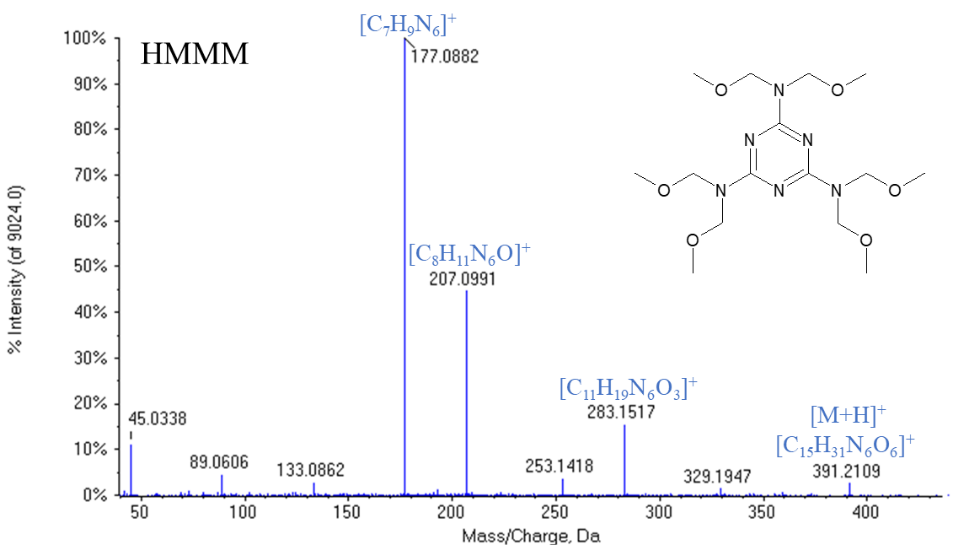 [C₇H₉N₆]⁺
100%
HMMM
177.0882
90%
80%
70%
60%
50%
40%
30%
20%
10%
0%
% Intensity (of 9024.0)
[C₈H₁₁N₆O]⁺
207.0991
[C₁₁H₁₉N₆O₃]⁺
283.1517
[M+H]⁺
[C₁₅H₃₁N₆O₆]⁺
391.2109
45.0338
89.0606
133.0862
253.1418
329.1947
O N O
N N
O N N N O
O O
50 100 150 200 250 300 350 400
Mass/Charge, Da